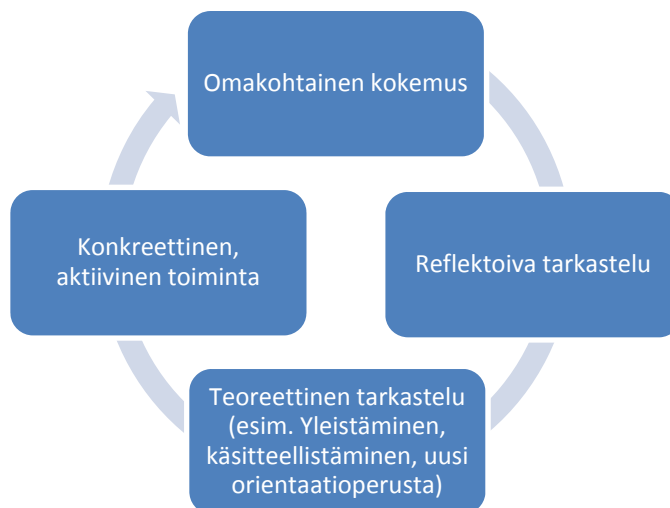 Omakohtainen kokemus
Reflektoiva tarkastelu
Teoreettinen tarkastelu
(esim. Yleistäminen,
käsitteellistäminen, uusi
orientaatioperusta)
Konkreettinen,
aktiivinen toiminta